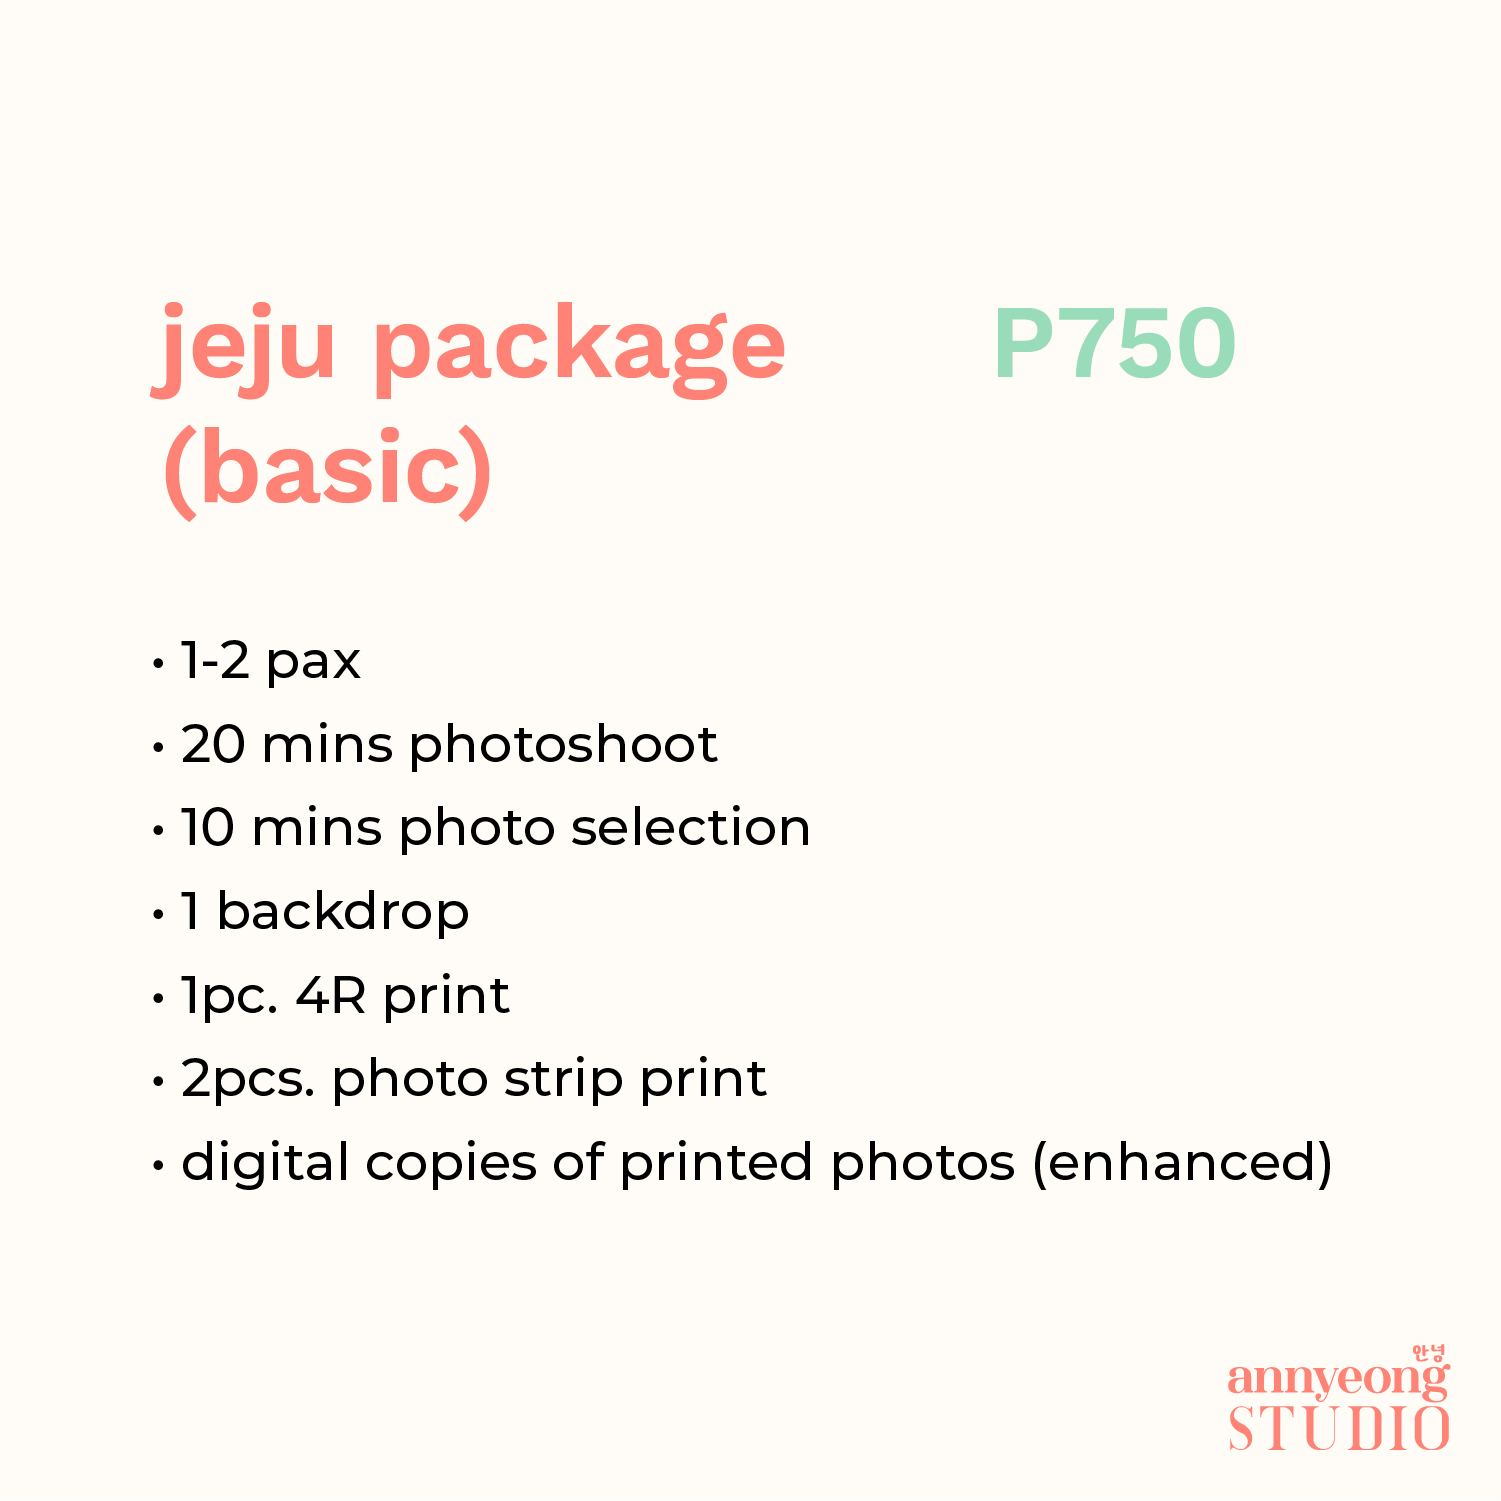 jeju package P750
(basic)
• 1-2 pax
• 20 mins photoshoot
• 10 mins photo selection
• 1 backdrop
• 1pc. 4R print
• 2pcs. photo strip print
• digital copies of printed photos (enhanced)
안녕
annyeong
STUDIO